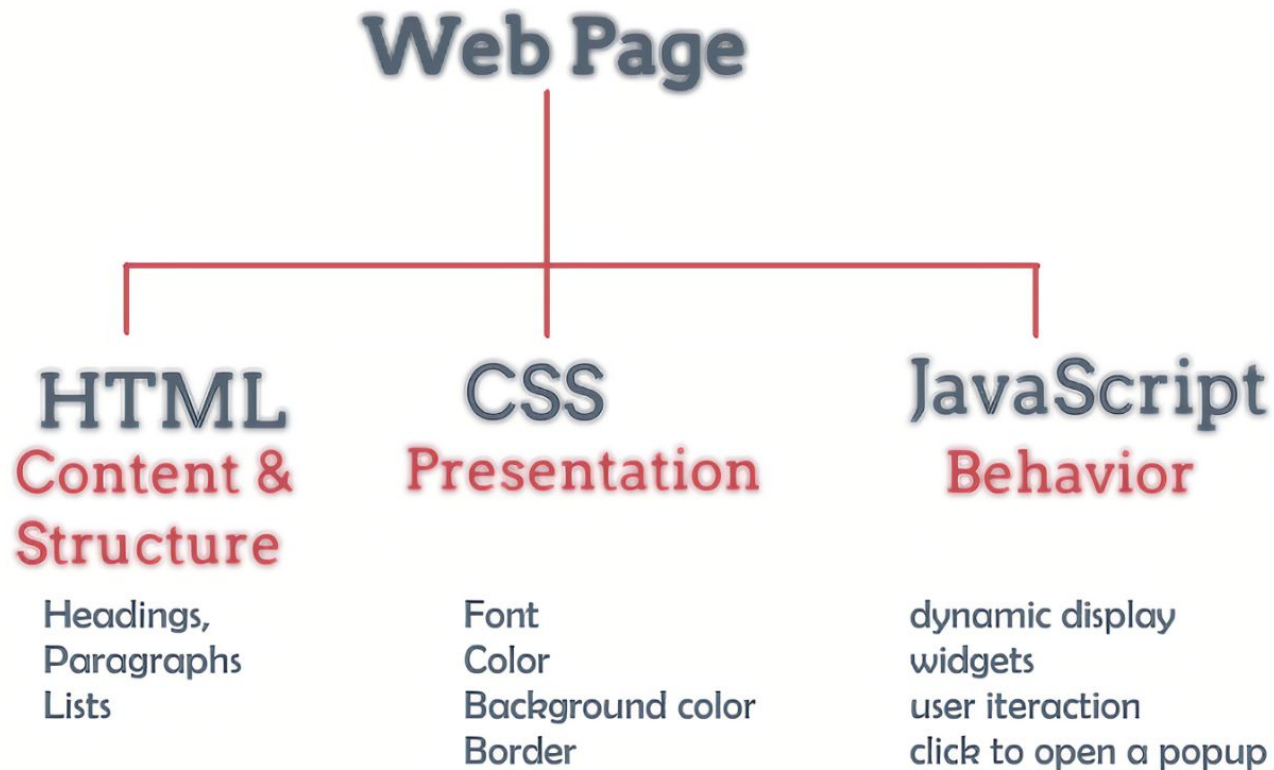 Web Page
HTML
Content &
Structure
Headings,
Paragraphs
Lists
CSS
Presentation
Font
Color
Background color
Border
JavaScript
Behavior
dynamic display
widgets
user iteraction
click to open a popup